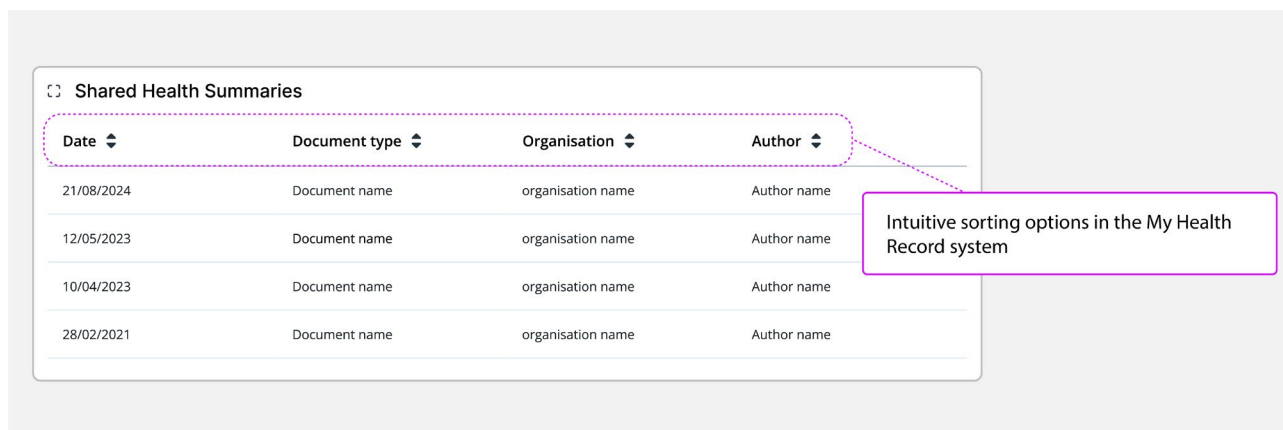 Shared Health Summaries
Date Document type Organisation Author
21/08/2024 Document name organisation name Author name
12/05/2023 Document name organisation name Author name
10/04/2023 Document name organisation name Author name
28/02/2021 Document name organisation name Author name
Intuitive sorting options in the My Health
Record system